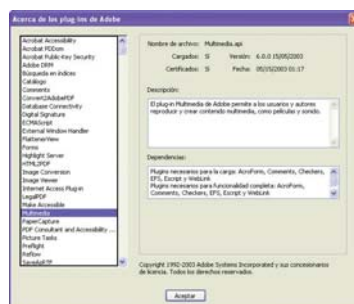 Acerca de los plug-ins de Adobe
Acrobat Accessibility
Acrobat PDDom
Acrobat Public-Key Security
Adobe DRM
Búsqueda en índices
Catálogo
Comments
Convert2AdobePDF
Database Connectivity
Digital Signature
ECMAScript
External Window Handler
FlattenerView
Forms
Highlight Server
HTML2PDF
Image Conversion
Image Viewer
Internet Access Plug-in
LegalPDF
Make Accessible
Multimedia
PaperCapture
PDF Consultant and Accessibility ...
Picture Tasks
Preflight
Reflow
SaveAsRTF
Nombre de archivo: Multimedia.api
Cargados: Sí Versión: 6.0.0 15/05/2003
Certificados: Sí Fecha: 05/15/2003 01:17
Descripción:
El plug-in Multimedia de Adobe permite a los usuarios y autores
reproducir y crear contenido multimedia, como películas y sonido.
Dependencias:
Plugins necesarios para la carga: AcroForm, Comments, Checkers,
EFS, Escript y WebLink
Plugins necesarios para funcionalidad completa: AcroForm,
Comments, Checkers, EFS, Escript y WebLink
Copyright 1992-2003 Adobe Systems Incorporated y sus concesionarios
de licencia. Todos los derechos reservados.
Aceptar